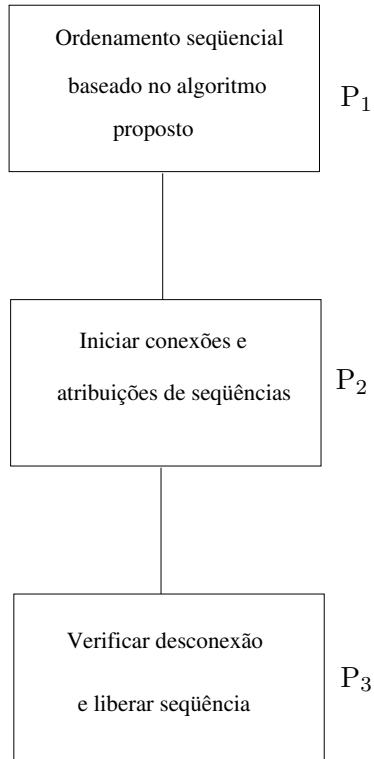 Ordenamento seqüencial
baseado no algoritmo
proposto
P₁
Iniciar conexões e
atribuições de seqüências
P₂
Verificar desconexão
e liberar seqüência
P₃